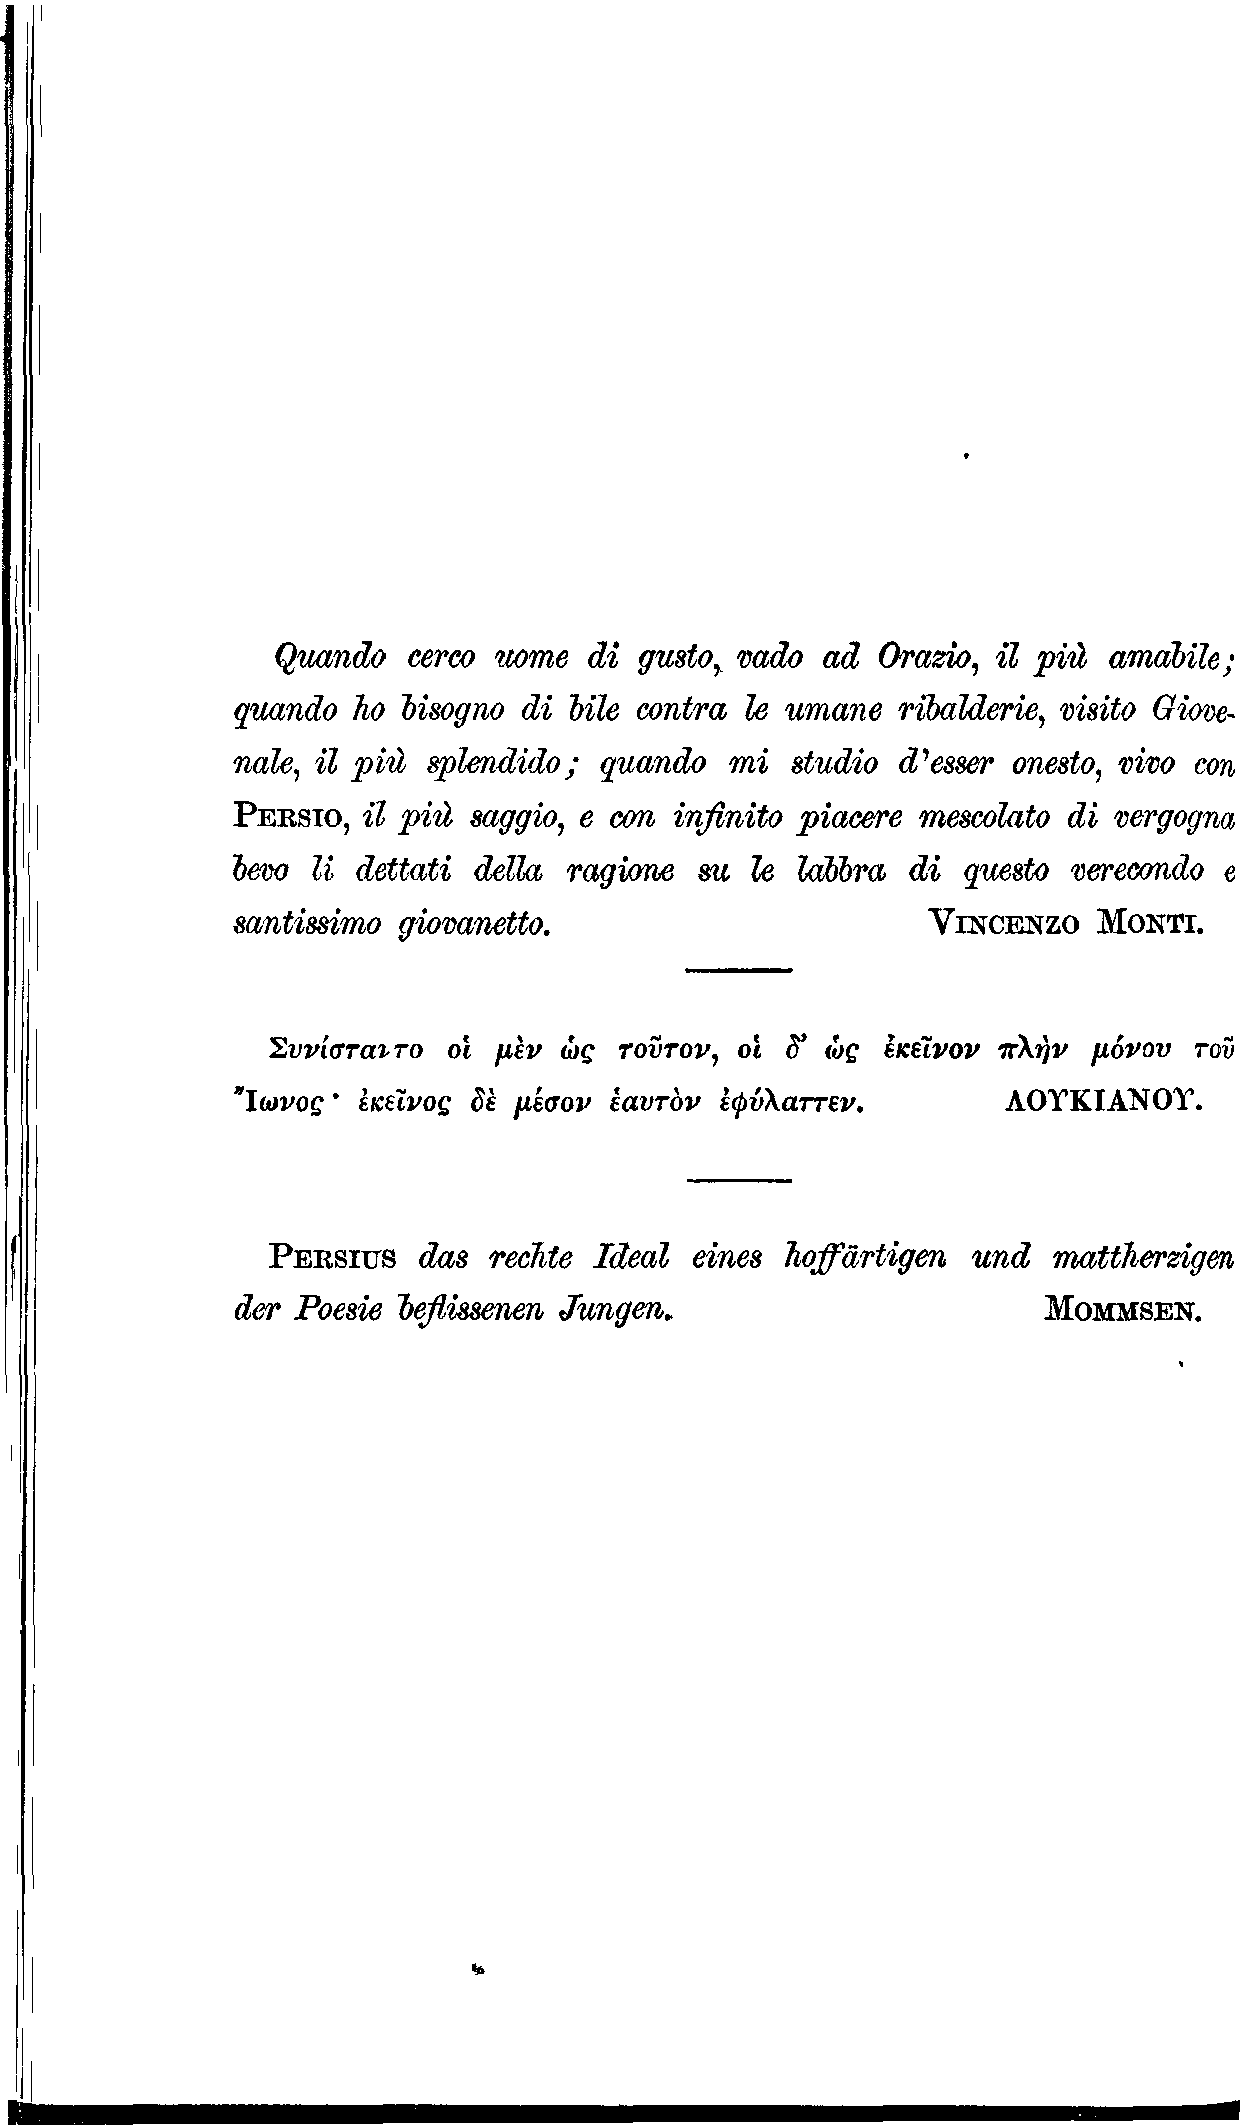 Quando cerco uome di gusto, vado ad Orazio, il più amabile;
quando ho bisogno di bile contra le umane ribalderie, visito Giove-
nale, il più splendido; quando mi studio d'esser onesto, vivo con
PERSIO, il più saggio, e con infinito piacere mescolato di vergogna
bevo li dettati della ragione su le labbra di questo verecondo e
santissimo giovanetto. VINCENZO MONTI.
Συνίσταντο οἱ μὲν ὡς τοῦτον, οἱ δ' ὡς ἐκεῖνον πλὴν μόνου τοῦ
Ἴωνος· ἐκεῖνος δὲ μέσον ἑαυτὸν ἐφύλαττεν. ΛΟΥΚΙΑΝΟΥ.
PERSIUS das rechte Ideal eines hoffärtigen und mattherzigen
der Poesie beflissenen Jungen. MOMMSEN.